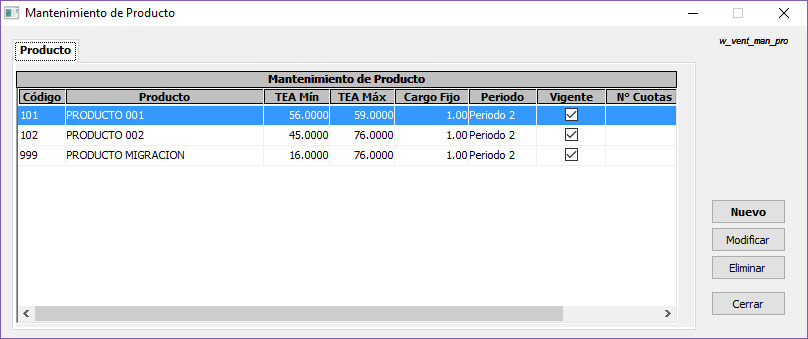 Mantenimiento de Producto
w_vent_man_pro
Producto
Mantenimiento de Producto
Código Producto TEA Mín TEA Máx Cargo Fijo Periodo Vigente N° Cuotas
101 PRODUCTO 001 56.0000 59.0000 1.00 Periodo 2
102 PRODUCTO 002 45.0000 76.0000 1.00 Periodo 2
999 PRODUCTO MIGRACION 16.0000 76.0000 1.00 Periodo 2
Nuevo
Modificar
Eliminar
Cerrar